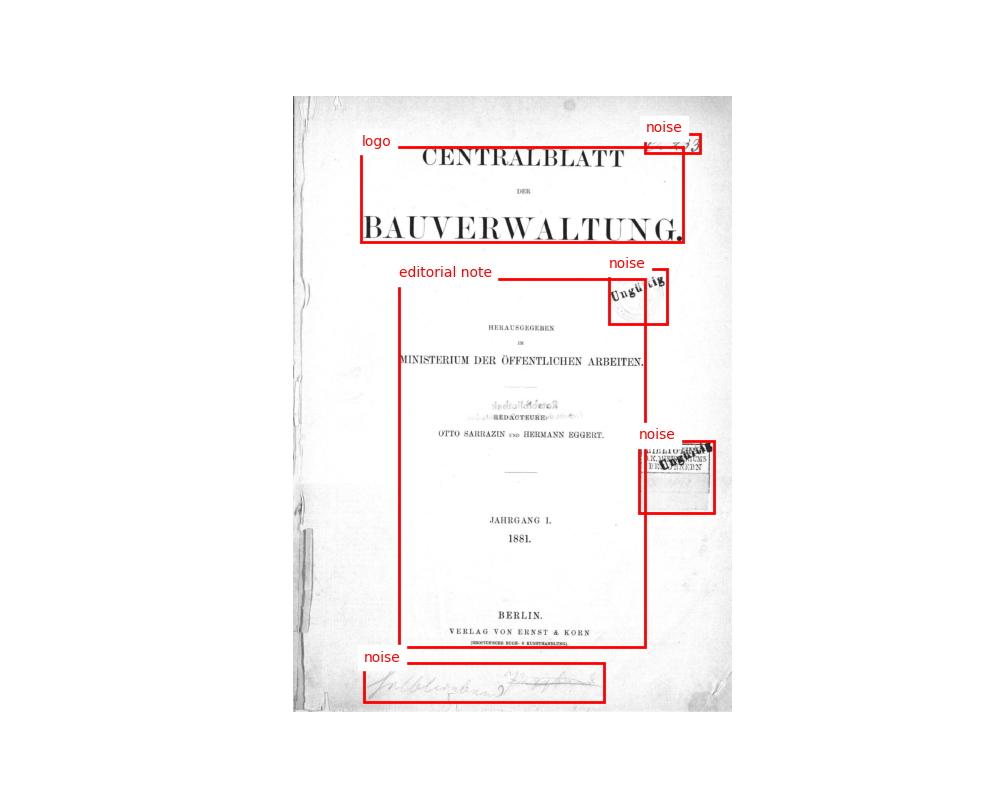 noise
logo
CENTRALBLATT
DER
BAUVERWALTUNG.
noise
editorial note
Ungültig
HERAUSGEGEBEN
IM
MINISTERIUM DER ÖFFENTLICHEN ARBEITEN.
REDACTEURE:
OTTO SARRAZIN UND HERMANN EGGERT.
noise
Ungültig
JAHRGANG I.
1881.
BERLIN.
VERLAG VON ERNST & KORN
noise